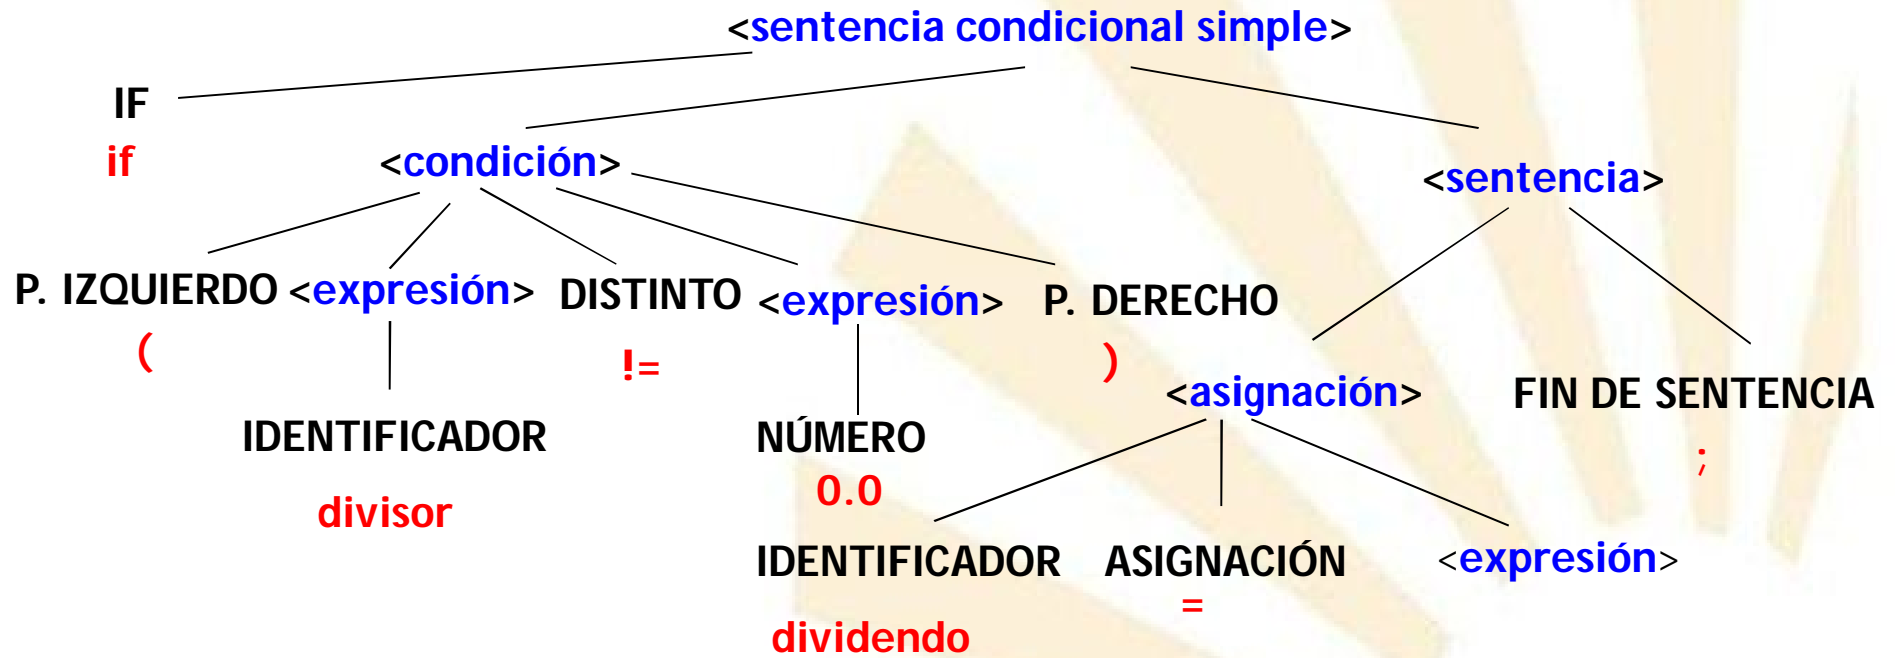 <sentencia condicional simple>
IF
if
<condición>
<sentencia>
P. IZQUIERDO <expresión> DISTINTO <expresión> P. DERECHO
( != )
<asignación> FIN DE SENTENCIA
;
IDENTIFICADOR NÚMERO
0.0
divisor
IDENTIFICADOR ASIGNACIÓN <expresión>
=
dividendo